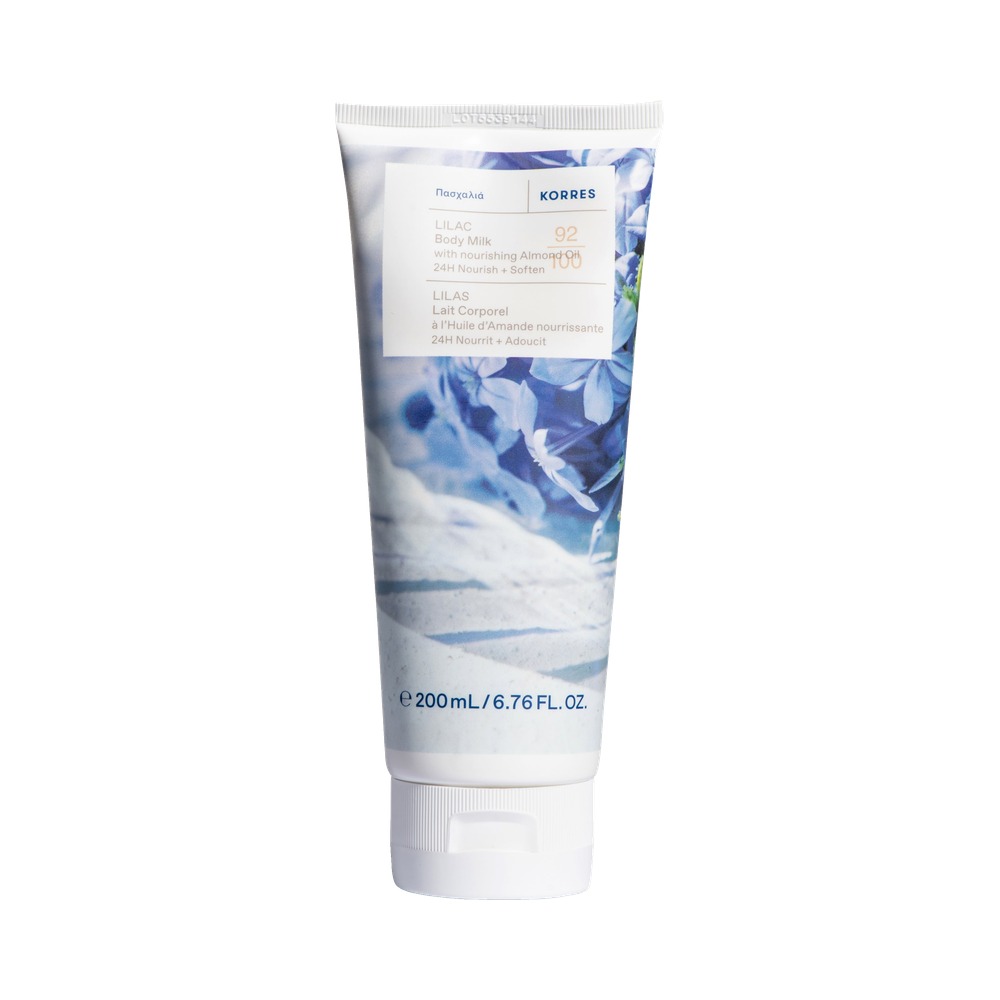 LOT6539144
Πασχαλιά
KORRES
LILAC
Body Milk
with nourishing Almond Oil
24H Nourish + Soften
92
100
LILAS
Lait Corporel
à l'Huile d'Amande nourrissante
24H Nourrit + Adoucit
℮ 200 mL / 6.76 FL. OZ.